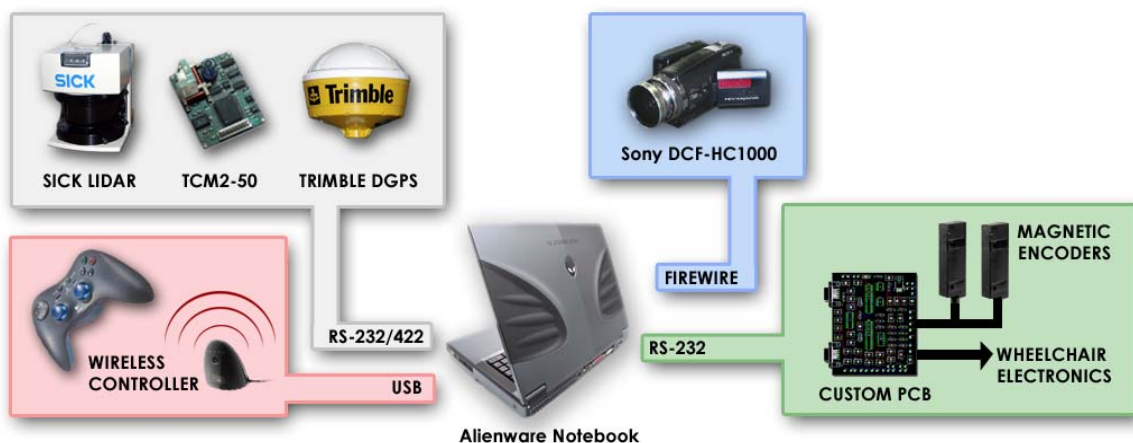 SICK
Trimble
SICK LIDAR
TCM2-50
TRIMBLE DGPS
Sony DCF-HC1000
MAGNETIC
ENCODERS
FIREWIRE
RS-232/422
RS-232
WIRELESS
CONTROLLER
USB
WHEELCHAIR
ELECTRONICS
CUSTOM PCB
Alienware Notebook